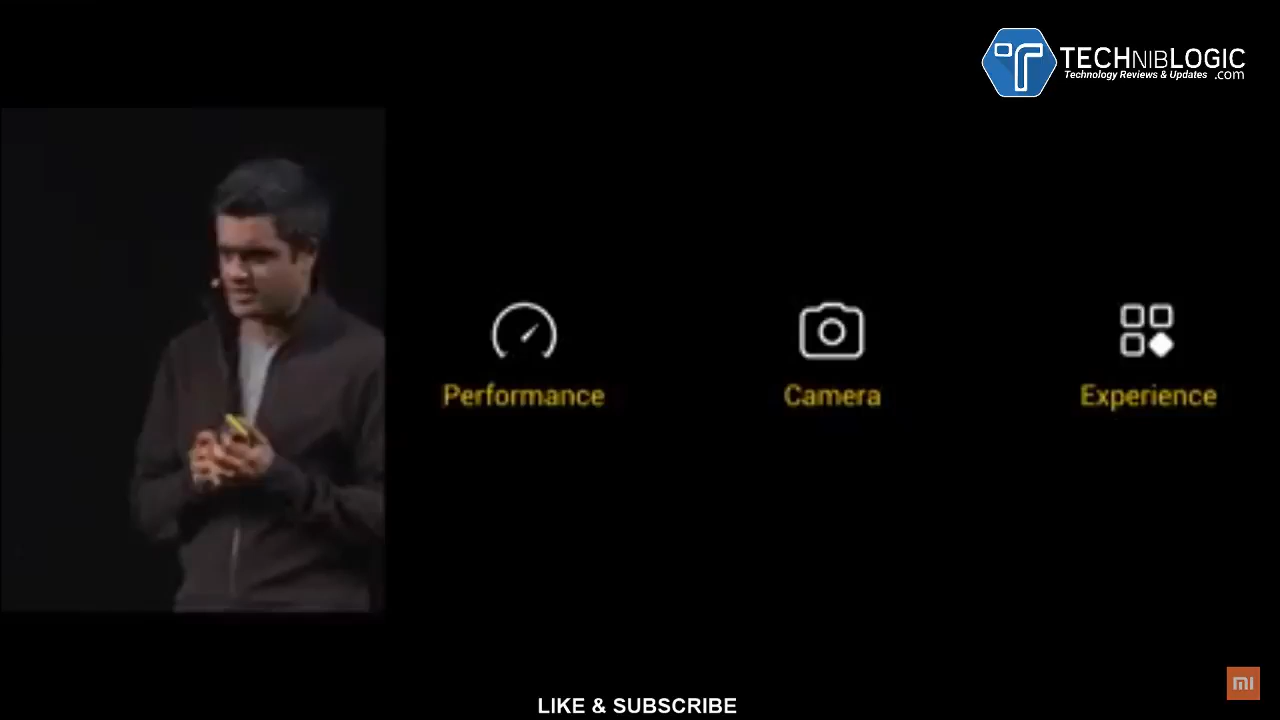 TECHNIBLOGIC
Technology Reviews & Updates .com
Performance
Camera
Experience
mi
LIKE & SUBSCRIBE